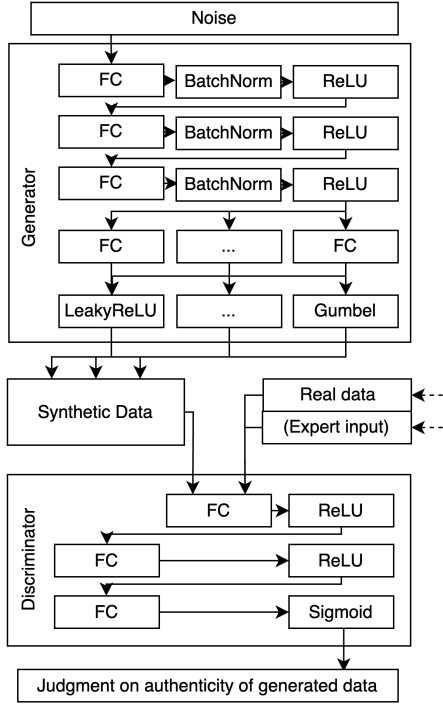 Noise
Generator
FC BatchNorm ReLU
FC BatchNorm ReLU
FC BatchNorm ReLU
FC ... FC
LeakyReLU ... Gumbel
Synthetic Data
Real data
(Expert input)
Discriminator
FC ReLU
FC ReLU
FC Sigmoid
Judgment on authenticity of generated data